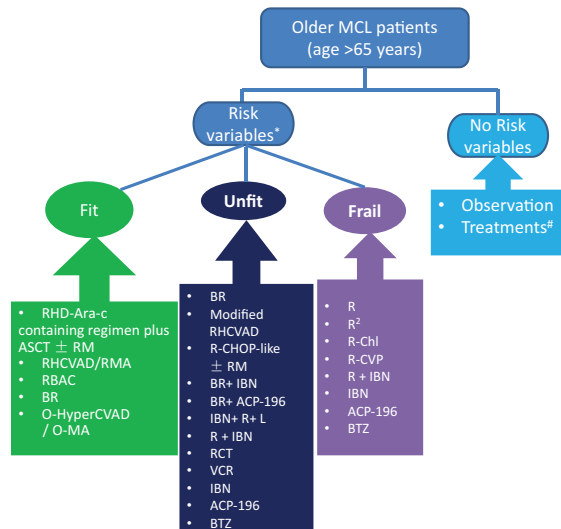 Older MCL patients
(age >65 years)
Risk
variables*
No Risk
variables
Fit
Unfit
Frail
• Observation
• Treatments#
• RHD-Ara-c
containing regimen plus
ASCT ± RM
• RHCVAD/RMA
• RBAC
• BR
• O-HyperCVAD
/ O-MA
• BR
• Modified
RHCVAD
• R-CHOP-like
± RM
• BR+ IBN
• BR+ ACP-196
• IBN+ R+ L
• R + IBN
• RCT
• VCR
• IBN
• ACP-196
• BTZ
• R
• R²
• R-Chl
• R-CVP
• R + IBN
• IBN
• ACP-196
• BTZ